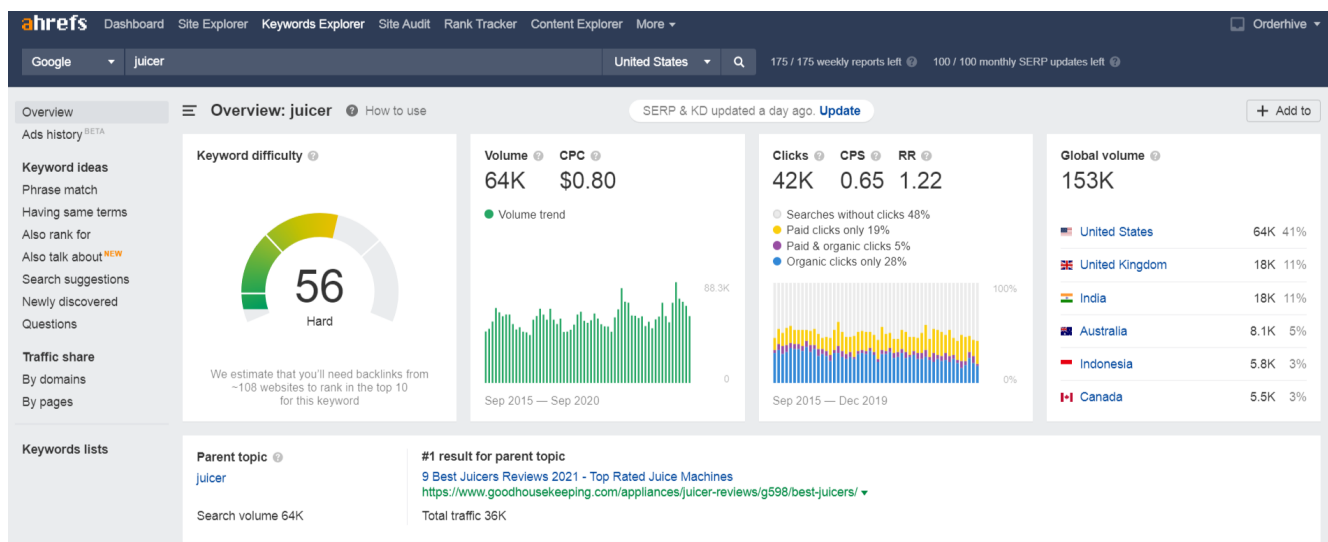 ahrefs Dashboard Site Explorer Keywords Explorer Site Audit Rank Tracker Content Explorer More Orderhive
Google juicer United States 175 / 175 weekly reports left 100 / 100 monthly SERP updates left
Overview
Ads history BETA
Keyword ideas
Phrase match
Having same terms
Also rank for
Also talk about NEW
Search suggestions
Newly discovered
Questions
Traffic share
By domains
By pages
Keywords lists
Overview: juicer How to use
SERP & KD updated a day ago. Update
+ Add to
Keyword difficulty
56
Hard
We estimate that you'll need backlinks from
~108 websites to rank in the top 10
for this keyword
Volume CPC
64K $0.80
Volume trend
88.3K
0
Sep 2015 — Sep 2020
Clicks CPS RR
42K 0.65 1.22
Searches without clicks 48%
Paid clicks only 19%
Paid & organic clicks 5%
Organic clicks only 28%
100%
0%
Sep 2015 — Dec 2019
Global volume
153K
United States 64K 41%
United Kingdom 18K 11%
India 18K 11%
Australia 8.1K 5%
Indonesia 5.8K 3%
Canada 5.5K 3%
Parent topic
juicer
Search volume 64K
#1 result for parent topic
9 Best Juicers Reviews 2021 - Top Rated Juice Machines
https://www.goodhousekeeping.com/appliances/juicer-reviews/g598/best-juicers/
Total traffic 36K